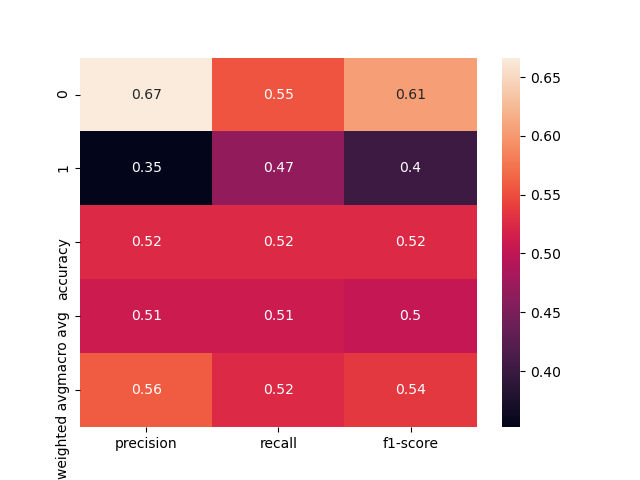 0
0.67 0.55 0.61
1
0.35 0.47 0.4
accuracy
0.52 0.52 0.52
macro avg
0.51 0.51 0.5
weighted avg
0.56 0.52 0.54
precision recall f1-score
0.65
0.60
0.55
0.50
0.45
0.40